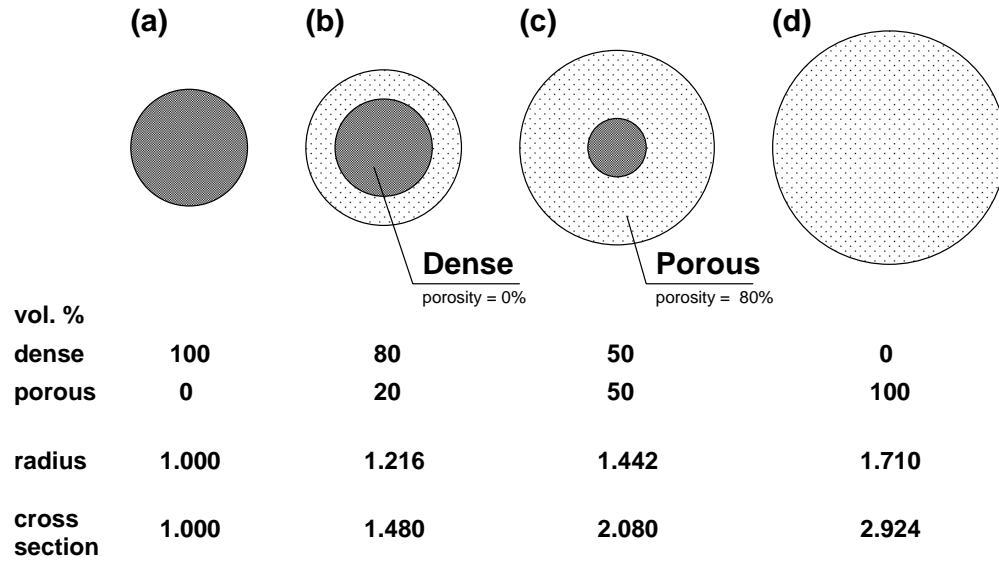 (a) (b) (c) (d)
Dense Porous
porosity = 0% porosity = 80%
vol. %
dense 100 80 50 0
porous 0 20 50 100
radius 1.000 1.216 1.442 1.710
cross
section 1.000 1.480 2.080 2.924